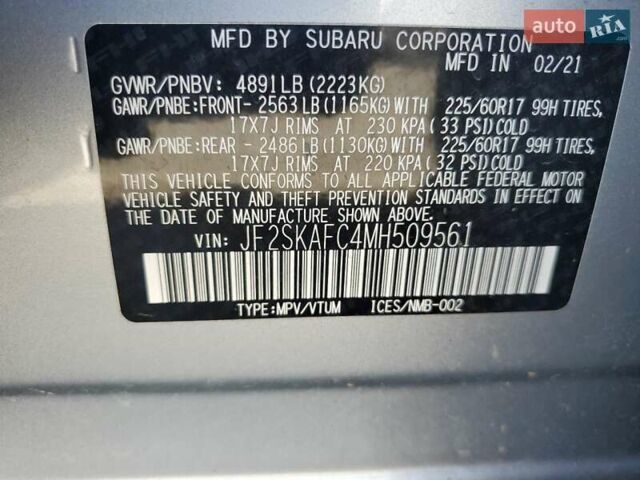 auto RIA.com
MFD BY SUBARU CORPORATION
MFD IN 02/21
GVWR/PNBV: 4891LB (2223KG)
GAWR/PNBE:FRONT- 2563 LB (1165KG) WITH 225/60R17 99H TIRES,
17X7J RIMS AT 230 KPA ( 33 PSI) COLD
GAWR/PNBE:REAR - 2486 LB (1130KG) WITH 225/60R17 99H TIRES,
17X7J RIMS AT 220 KPA ( 32 PSI) COLD
THIS VEHICLE CONFORMS TO ALL APPLICABLE FEDERAL MOTOR
VEHICLE SAFETY AND THEFT PREVENTION STANDARDS IN EFFECT ON
THE DATE OF MANUFACTURE SHOWN ABOVE.
VIN: JF2SKAFC4MH509561
TYPE:MPV/VTUM ICES/NMB-002